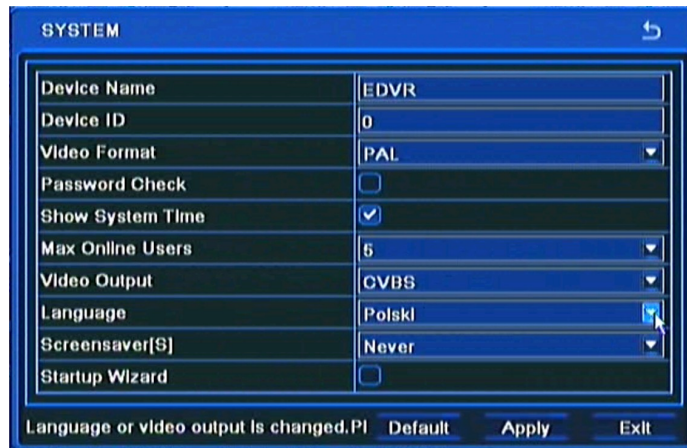 SYSTEM
Device Name EDVR
Device ID 0
Video Format PAL
Password Check
Show System Time
Max Online Users 5
Video Output CVBS
Language Polski
Screensaver[S] Never
Startup Wizard
Language or video output is changed.Pl Default Apply Exit